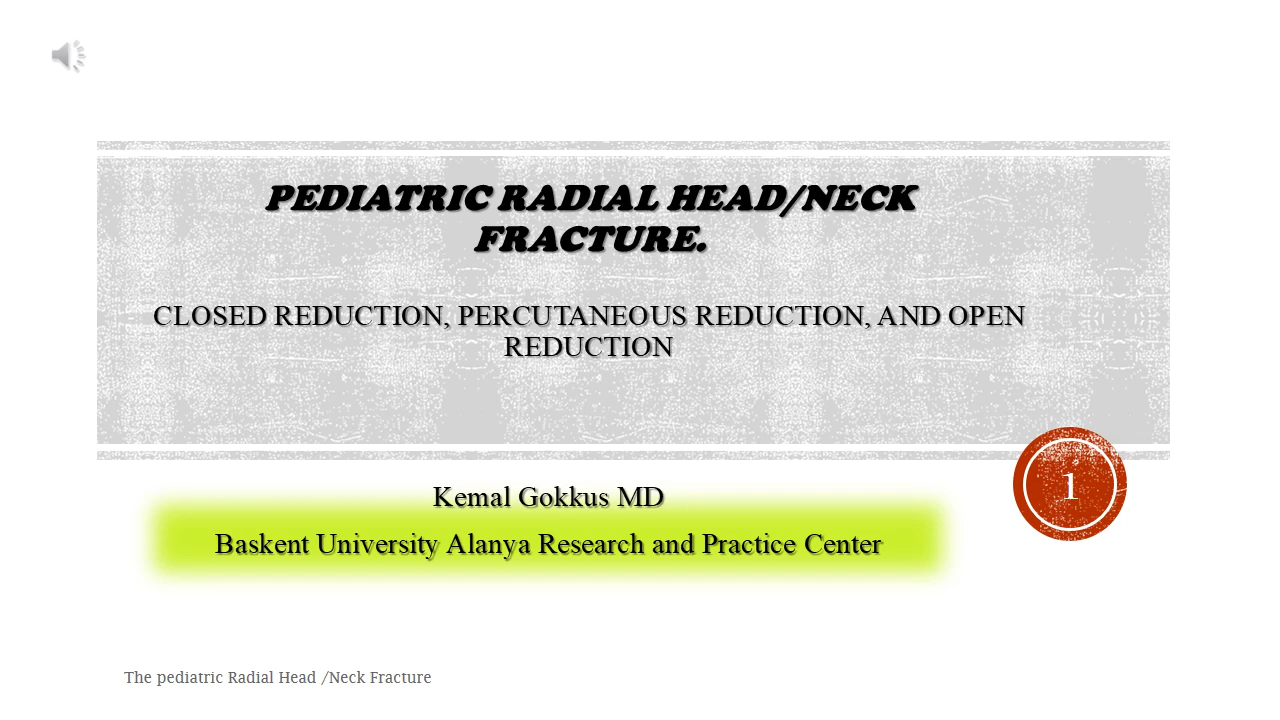 PEDIATRIC RADIAL HEAD/NECK
FRACTURE.
CLOSED REDUCTION, PERCUTANEOUS REDUCTION, AND OPEN
REDUCTION
1
Kemal Gokkus MD
Baskent University Alanya Research and Practice Center
The pediatric Radial Head /Neck Fracture